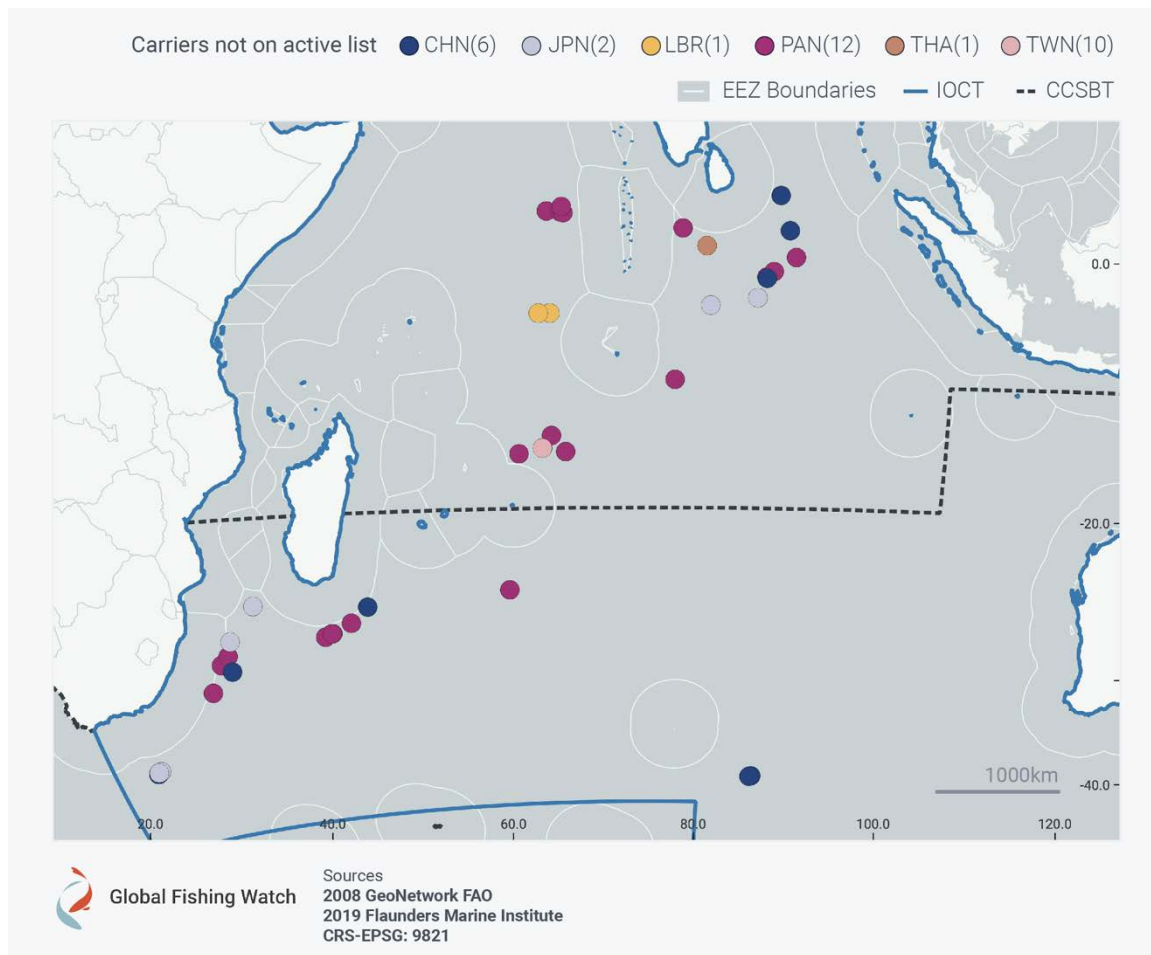 Carriers not on active list CHN(6) JPN(2) LBR(1) PAN(12) THA(1) TWN(10)
EEZ Boundaries IOCT CCSBT
0.0
-20.0
1000km
-40.0
20.0 40.0 60.0 80.0 100.0 120.0
Global Fishing Watch
Sources
2008 GeoNetwork FAO
2019 Flaunders Marine Institute
CRS-EPSG: 9821